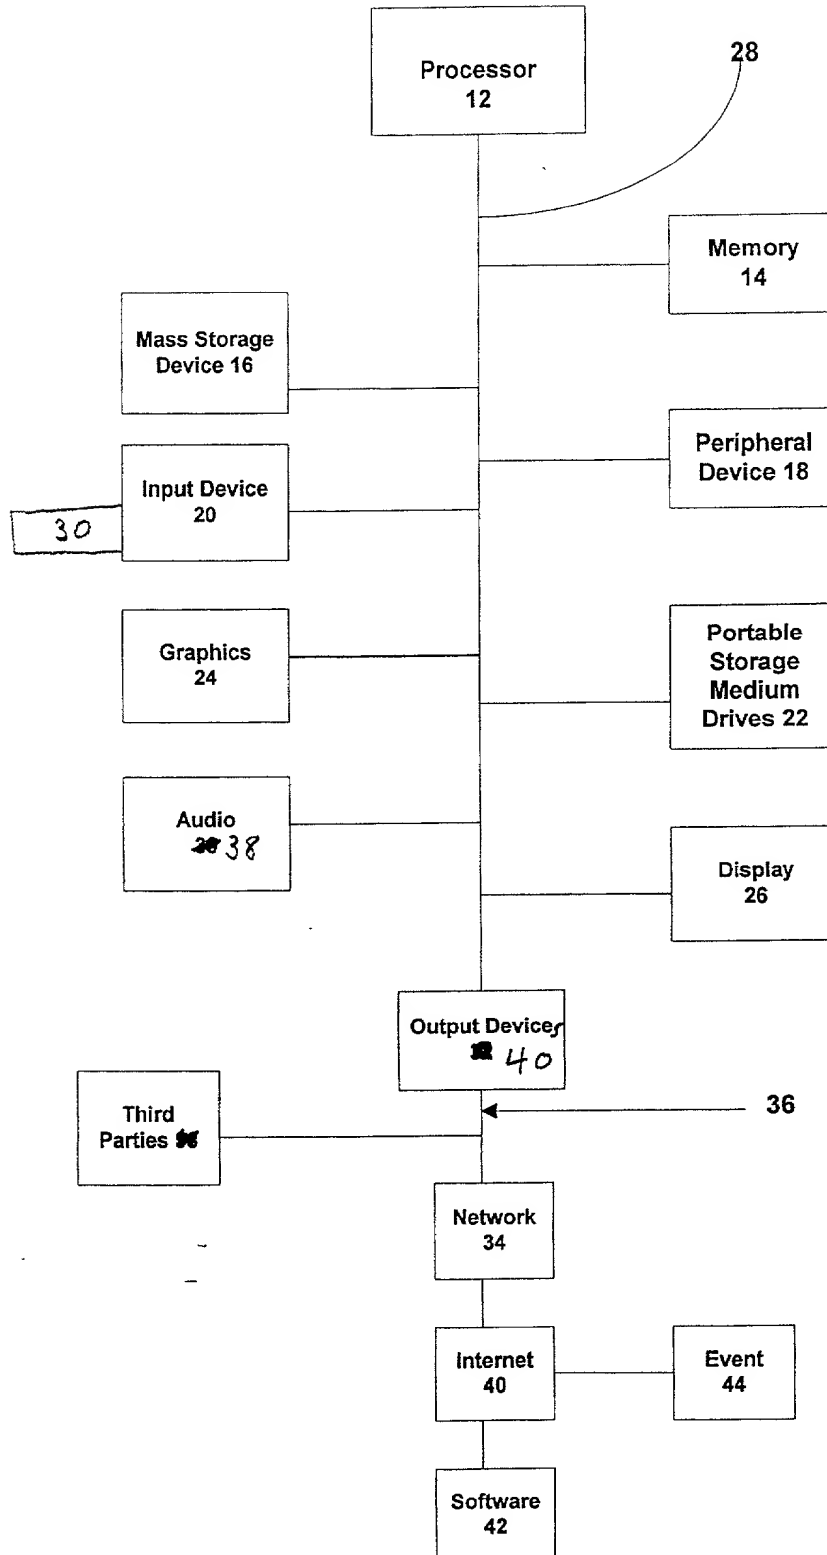 Processor
12
28
Memory
14
Mass Storage
Device 16
Peripheral
Device 18
Input Device
20
30
Portable
Storage
Medium
Drives 22
Graphics
24
Audio
38
Display
26
Output Devices
40
36
Third
Parties
Network
34
Internet
40
Event
44
Software
42